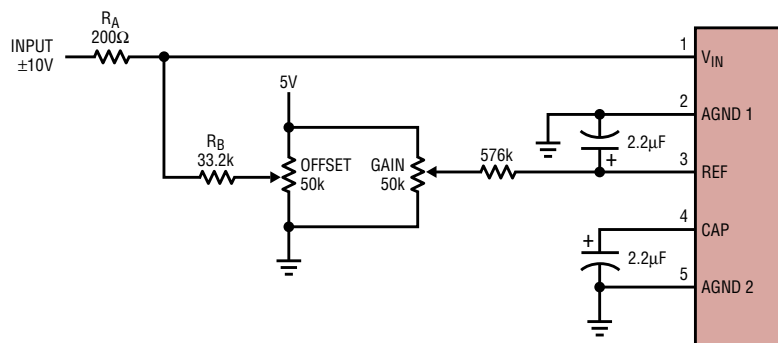 R_A
200Ω
INPUT
±10V
1
V_IN
5V
2
AGND 1
2.2µF
+
R_B
33.2k
OFFSET
50k
GAIN
50k
576k
3
REF
4
CAP
+
2.2µF
5
AGND 2